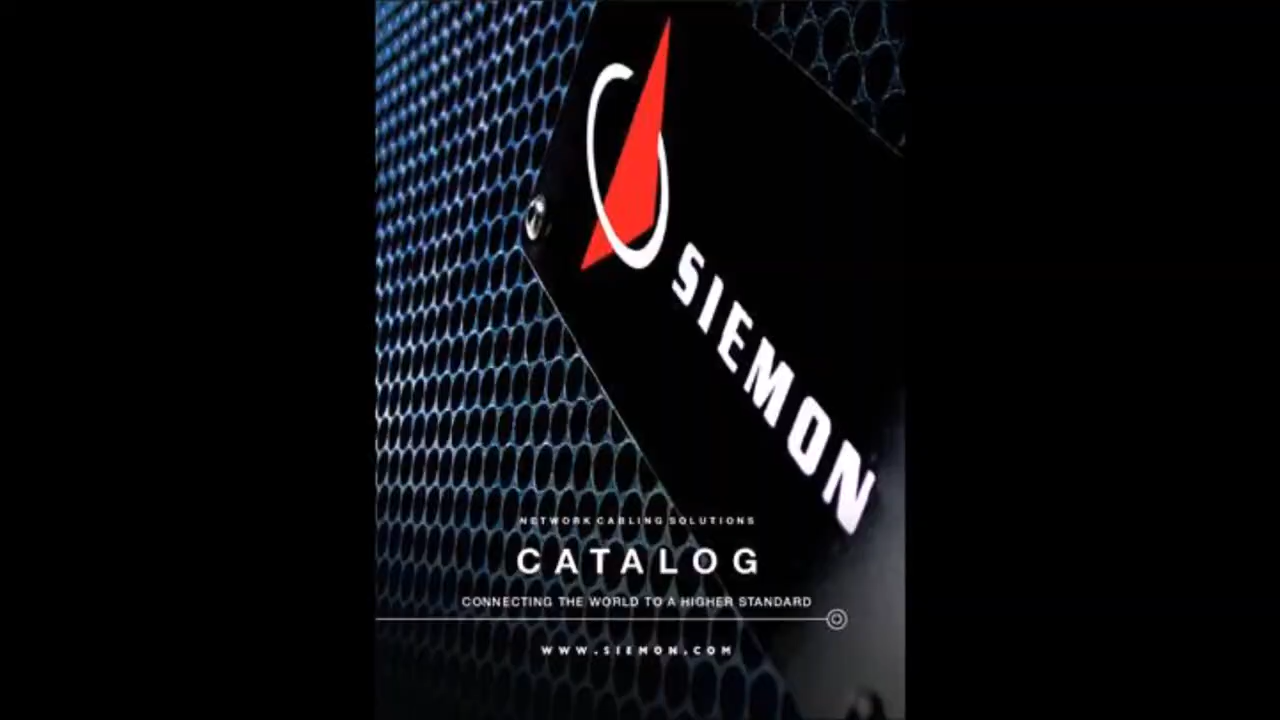 SIEMON
NETWORK CABLING SOLUTIONS
CATALOG
CONNECTING THE WORLD TO A HIGHER STANDARD
WWW.SIEMON.COM